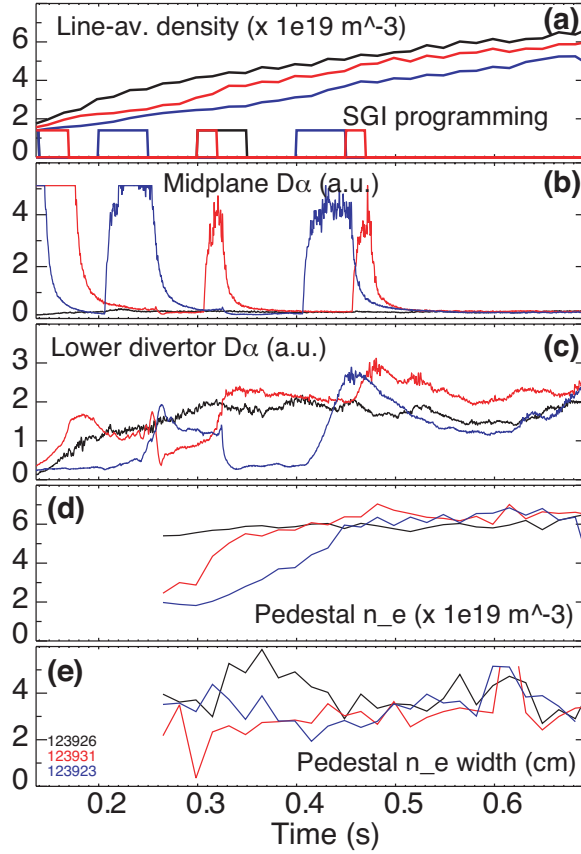 Line-av. density (x 1e19 m^-3)
(a)
6
4
2
0
SGI programming
Midplane Dα (a.u.)
(b)
4
2
0
Lower divertor Dα (a.u.)
(c)
3
2
1
0
(d)
6
4
2
0
Pedestal n_e (x 1e19 m^-3)
(e)
4
2
0
123926
123931
123923
Pedestal n_e width (cm)
0.2 0.3 0.4 0.5 0.6
Time (s)